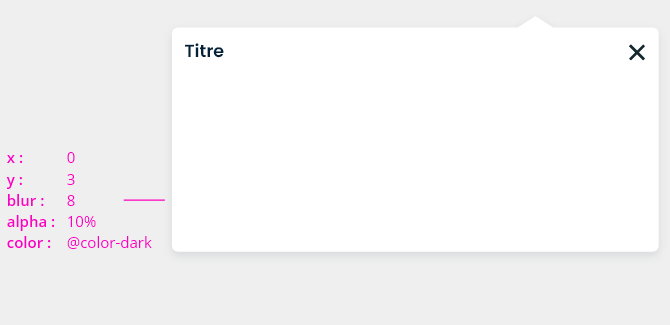 Titre
x : 0
y : 3
blur : 8
alpha : 10%
color : @color-dark